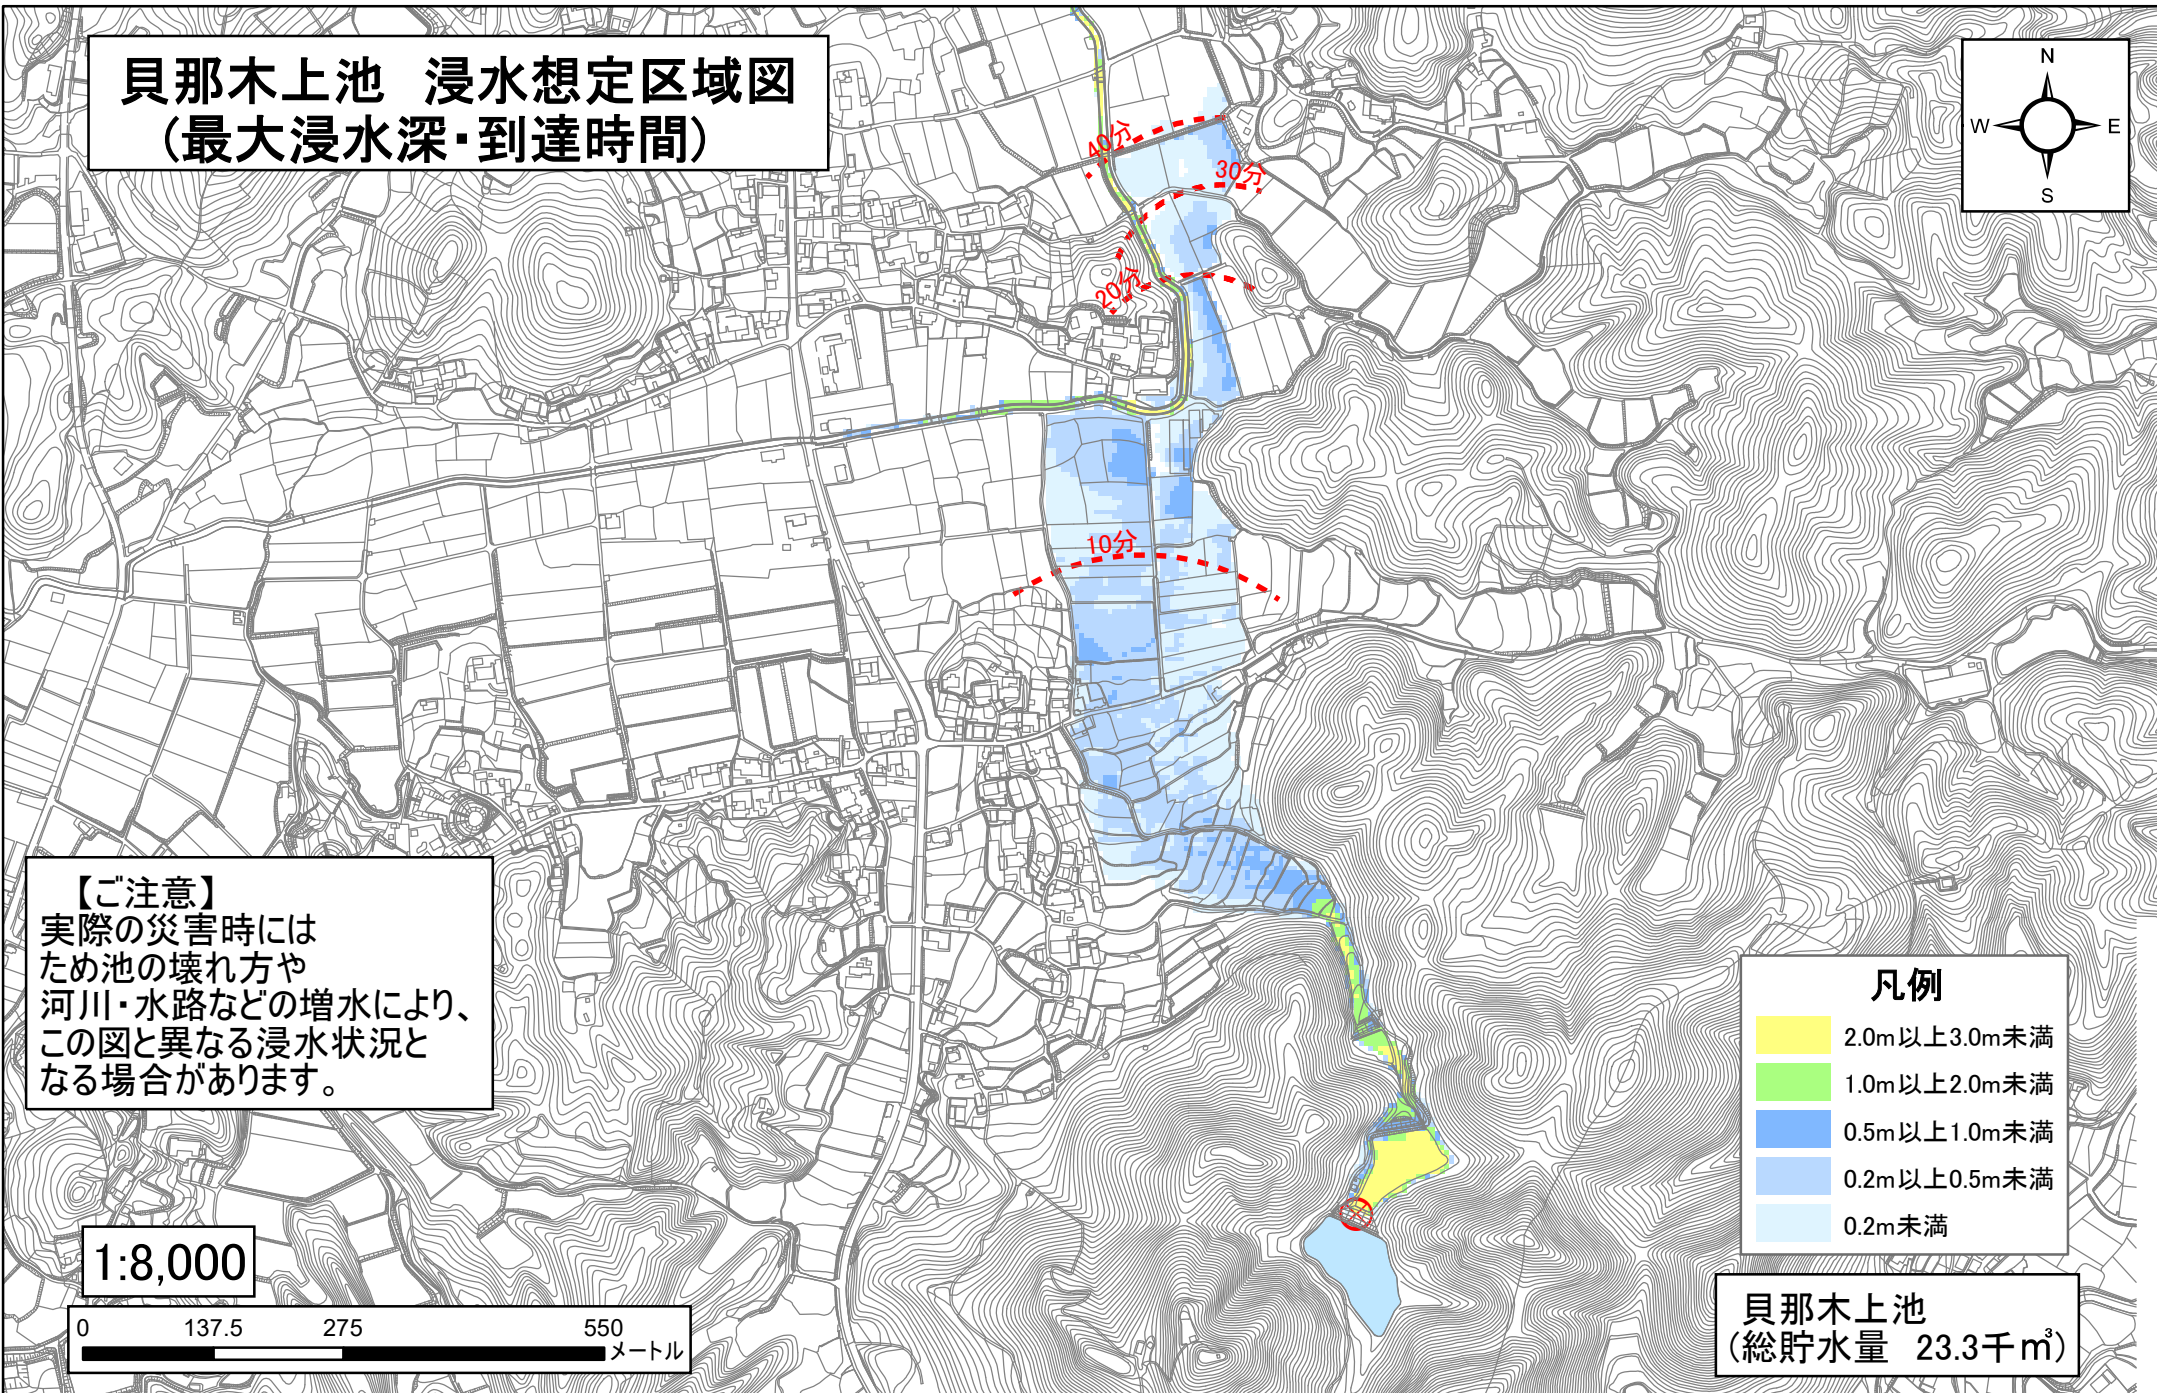 貝那木上池　浸水想定区域図
(最大浸水深・到達時間)
N
W
E
S
40分
30分
20分
10分
【ご注意】
実際の災害時には
ため池の壊れ方や
河川・水路などの増水により、
この図と異なる浸水状況と
なる場合があります。
凡例
2.0m以上3.0m未満
1.0m以上2.0m未満
0.5m以上1.0m未満
0.2m以上0.5m未満
0.2m未満
1:8,000
0 137.5 275 550
メートル
貝那木上池
(総貯水量　23.3千㎥)